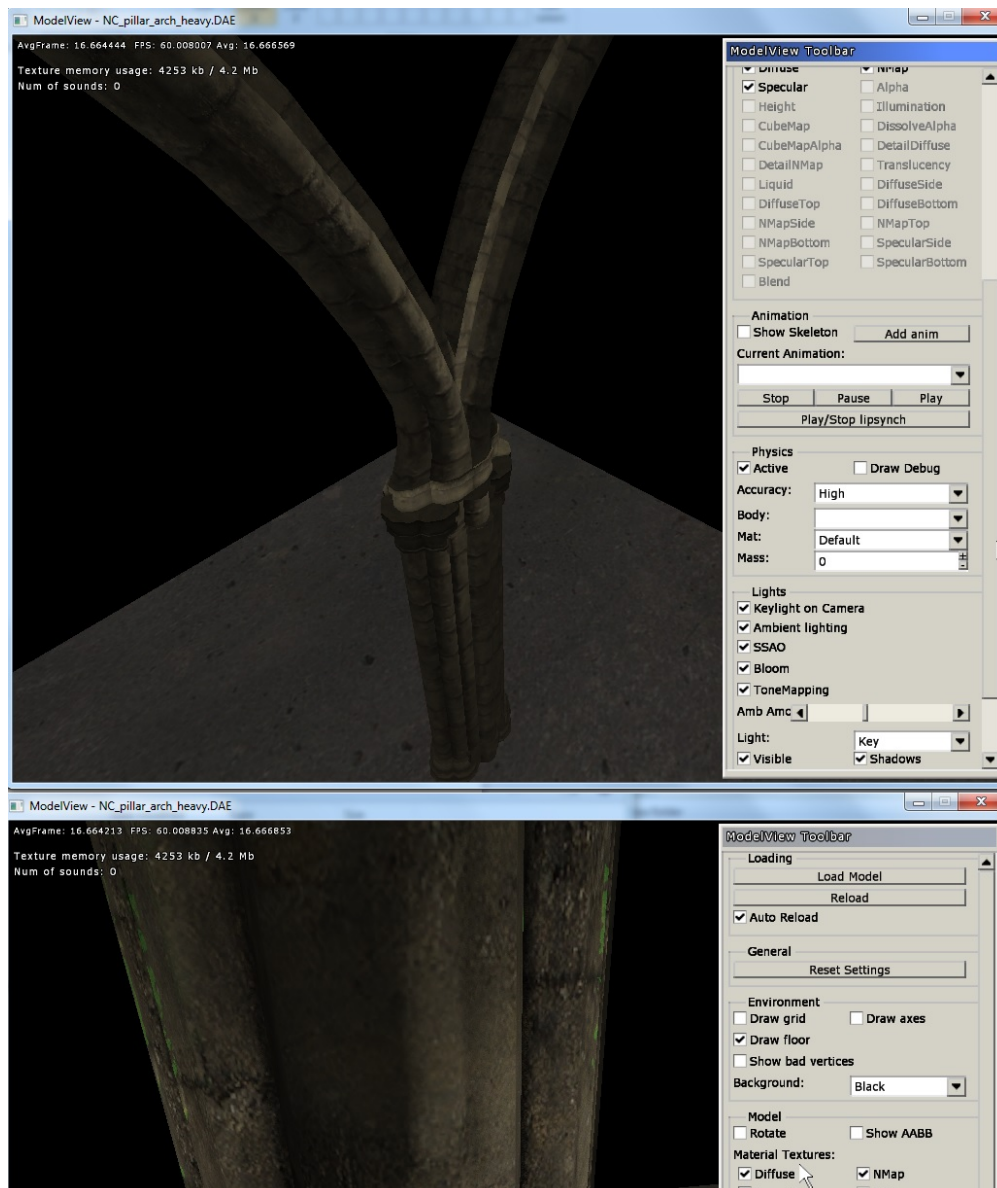 ModelView - NC_pillar_arch_heavy.DAE
AvgFrame: 16.664444 FPS: 60.008007 Avg: 16.666569
Texture memory usage: 4253 kb / 4.2 Mb
Num of sounds: 0
ModelView Toolbar
Diffuse NMap
Specular Alpha
Height Illumination
CubeMap DissolveAlpha
CubeMapAlpha DetailDiffuse
DetailNMap Translucency
Liquid DiffuseSide
DiffuseTop DiffuseBottom
NMapSide NMapTop
NMapBottom SpecularSide
SpecularTop SpecularBottom
Blend
Animation
Show Skeleton Add anim
Current Animation:
Stop Pause Play
Play/Stop lipsynch
Physics
Active Draw Debug
Accuracy: High
Body:
Mat: Default
Mass: 0
Lights
Keylight on Camera
Ambient lighting
SSAO
Bloom
ToneMapping
Amb Amo
Light: Key
Visible Shadows
ModelView - NC_pillar_arch_heavy.DAE
AvgFrame: 16.664213 FPS: 60.008835 Avg: 16.666853
Texture memory usage: 4253 kb / 4.2 Mb
Num of sounds: 0
ModelView Toolbar
Loading
Load Model
Reload
Auto Reload
General
Reset Settings
Environment
Draw grid Draw axes
Draw floor
Show bad vertices
Background: Black
Model
Rotate Show AABB
Material Textures:
Diffuse NMap